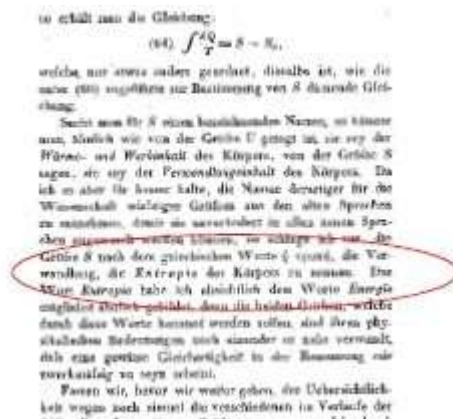 so erhält man die Gleichung:
(64) ∫ dQ/T = S − S₀,
welche, nur etwas anders geordnet, dieselbe ist, wie die
unter (60) angeführte zur Bestimmung von S dienende Glei-
chung.
Sucht man für S einen bezeichnenden Namen, so könnte
man, ähnlich wie von der Gröſse U gesagt ist, sie sey der
Wärme- und Werkinhalt des Körpers, von der Gröſse S
sagen, sie sey der Verwandlungsinhalt des Körpers. Da
ich es aber für besser halte, die Namen derartiger für die
Wissenschaft wichtiger Gröſsen aus den alten Sprachen
zu entnehmen, damit sie unverändert in allen neuen Spra-
chen angewandt werden können, so schlage ich vor, die
Gröſse S nach dem griechischen Worte ἡ τροπή, die Ver-
wandlung, die Entropie des Körpers zu nennen. Das
Wort Entropie habe ich absichtlich dem Worte Energie
möglichst ähnlich gebildet, denn die beiden Gröſsen, welche
durch diese Worte benannt werden sollen, sind ihren phy-
sikalischen Bedeutungen nach einander so nahe verwandt,
daſs eine gewisse Gleichartigkeit in der Benennung mir
zweckmäſsig zu seyn scheint.
Fassen wir, bevor wir weiter gehen, der Uebersichtlich-
keit wegen noch einmal die verschiedenen im Verlaufe der